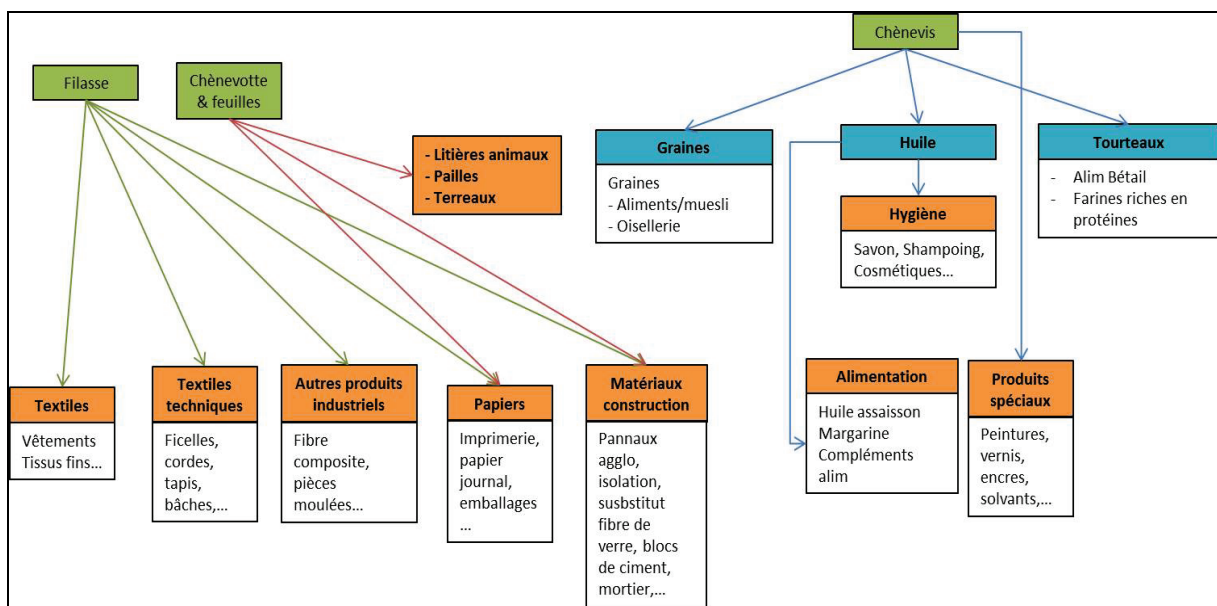 Chènevis
Filasse
Chènevotte
& feuilles
- Litières animaux
- Pailles
- Terreaux
Graines
Graines
- Aliments/muesli
- Oisellerie
Huile
Tourteaux
- Alim Bétail
- Farines riches en
protéines
Hygiène
Savon, Shampoing,
Cosmétiques...
Textiles
Vêtements
Tissus fins...
Textiles
techniques
Ficelles,
cordes,
tapis,
bâches,...
Autres produits
industriels
Fibre
composite,
pièces
moulées...
Papiers
Imprimerie,
papier
journal,
emballages
...
Matériaux
construction
Pannaux
agglo,
isolation,
susbstitut
fibre de
verre, blocs
de ciment,
mortier,...
Alimentation
Huile assaisson
Margarine
Compléments
alim
Produits
spéciaux
Peintures,
vernis,
encres,
solvants,...